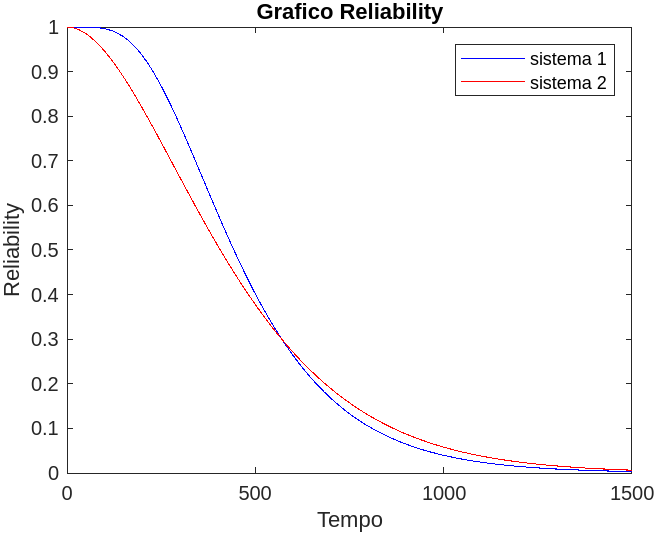 Grafico Reliability
sistema 1
sistema 2
Reliability
1
0.9
0.8
0.7
0.6
0.5
0.4
0.3
0.2
0.1
0
0 500 1000 1500
Tempo